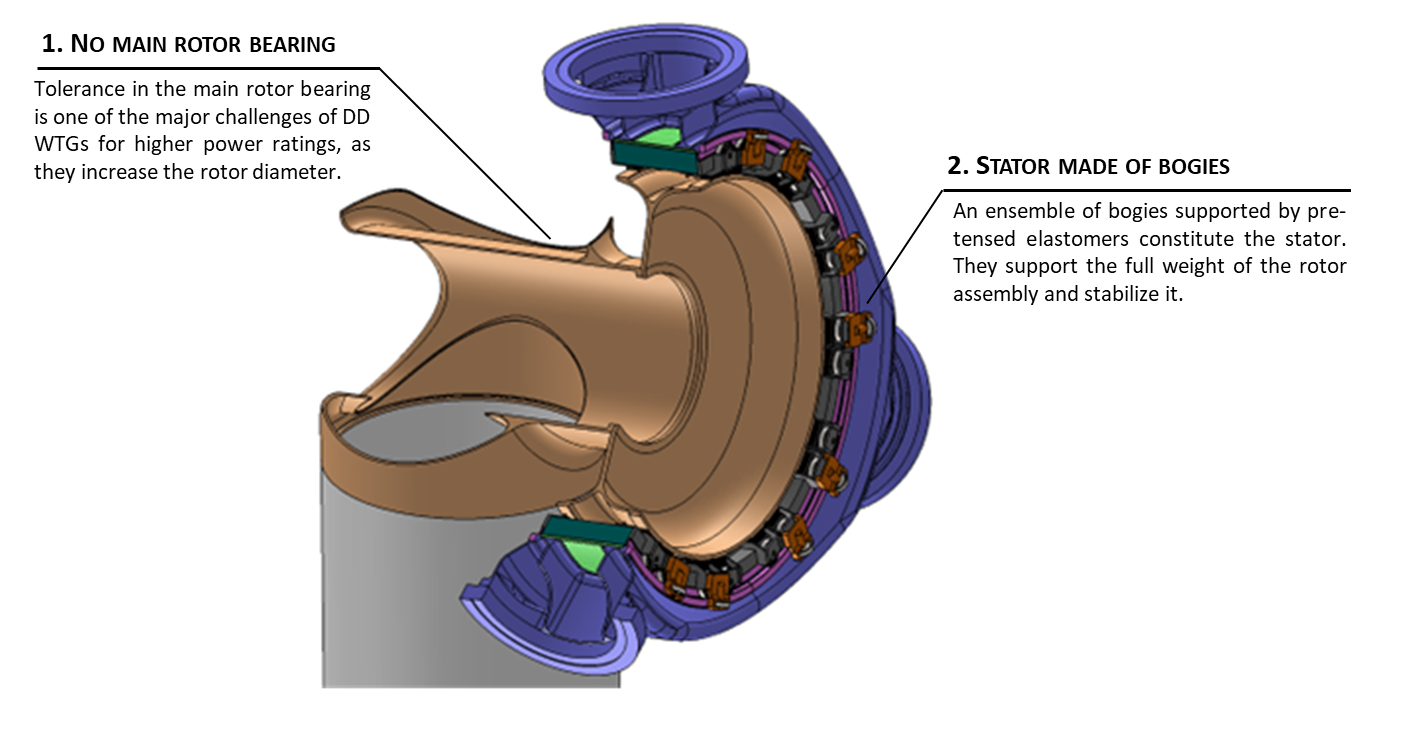 1. NO MAIN ROTOR BEARING
Tolerance in the main rotor bearing
is one of the major challenges of DD
WTGs for higher power ratings, as
they increase the rotor diameter.
2. STATOR MADE OF BOGIES
An ensemble of bogies supported by pre-
tensed elastomers constitute the stator.
They support the full weight of the rotor
assembly and stabilize it.